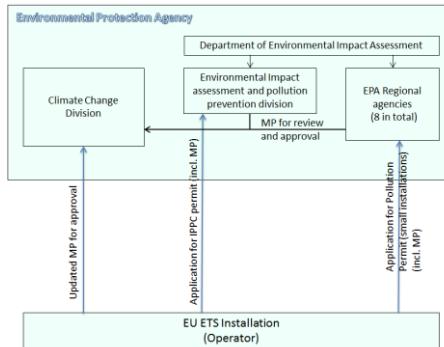 Environmental Protection Agency
Department of Environmental Impact Assessment
Climate Change
Division
Environmental Impact
assessment and pollution
prevention division
EPA Regional
agencies
(8 in total)
MP for review
and approval
Updated MP for approval
Application for IPPC permit (incl. MP)
Application for Pollution
Permit (small installations)
(incl. MP)
EU ETS Installation
(Operator)